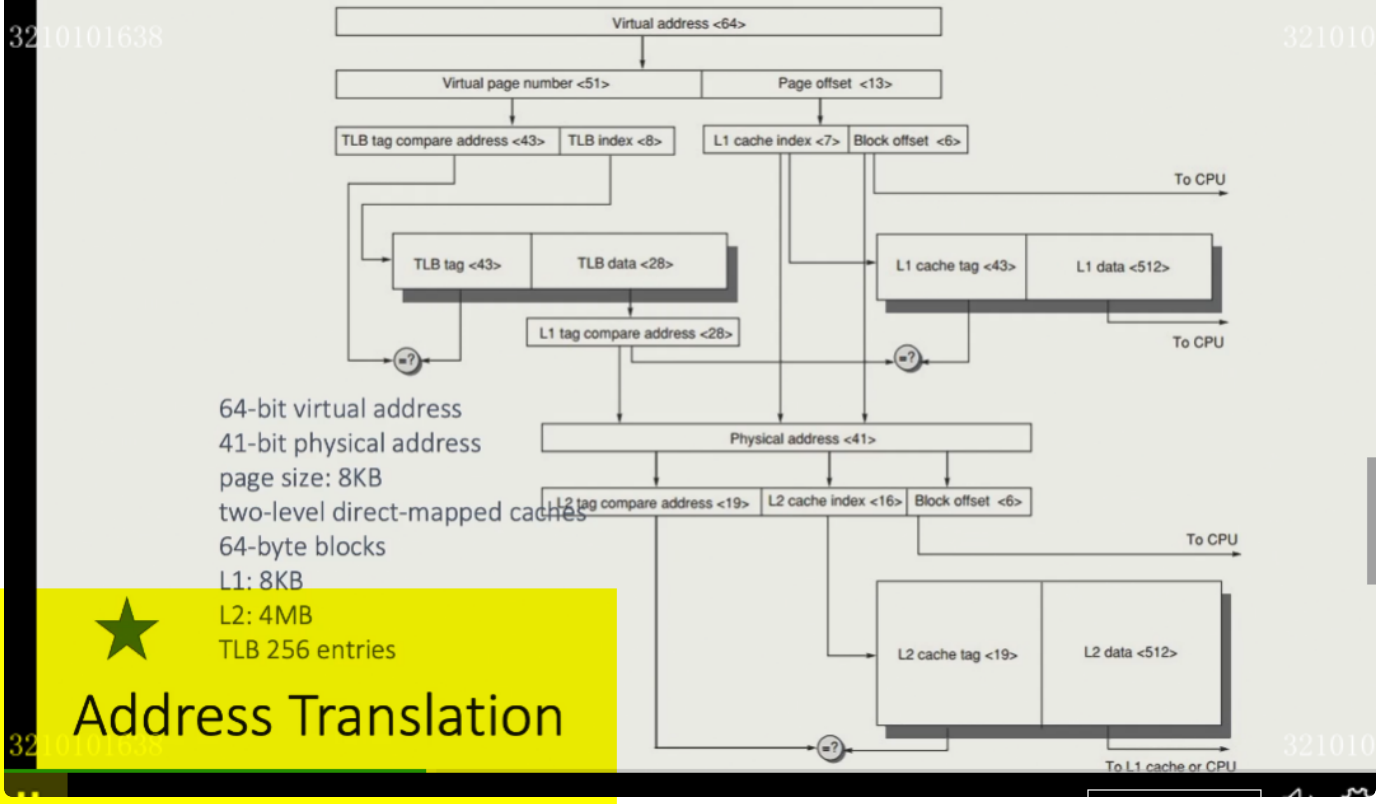 3210101638
321010
Virtual address <64>
Virtual page number <51>
Page offset <13>
TLB tag compare address <43>
TLB index <8>
L1 cache index <7>
Block offset <6>
To CPU
TLB tag <43>
TLB data <28>
L1 cache tag <43>
L1 data <512>
L1 tag compare address <28>
To CPU
=?
=?
64-bit virtual address
41-bit physical address
page size: 8KB
two-level direct-mapped caches
64-byte blocks
L1: 8KB
L2: 4MB
TLB 256 entries
Physical address <41>
L2 tag compare address <19>
L2 cache index <16>
Block offset <6>
To CPU
L2 cache tag <19>
L2 data <512>
Address Translation
=?
To L1 cache or CPU
3210101638
321010